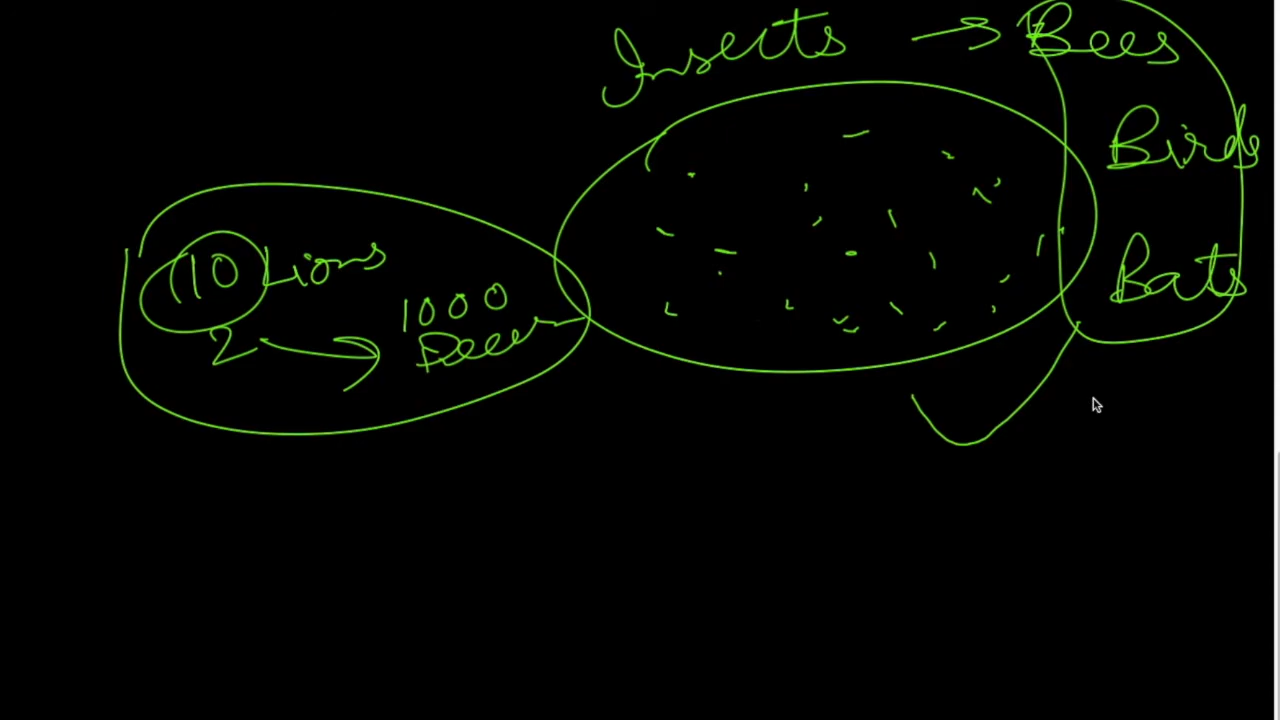 Insects → Bees
Birds
Bats
10 Lions
2 → 1000
Deer